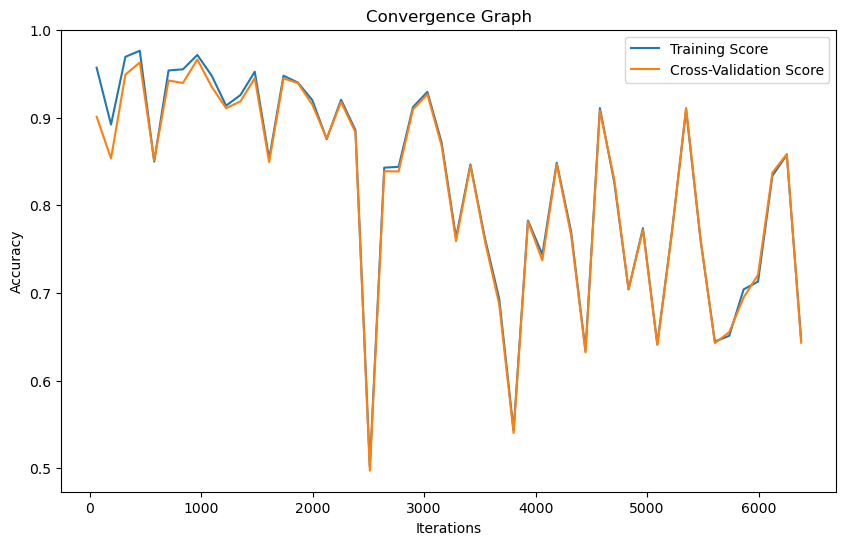 Convergence Graph
1.0
0.9
0.8
0.7
0.6
0.5
Accuracy
Training Score
Cross-Validation Score
0
1000
2000
3000
4000
5000
6000
Iterations